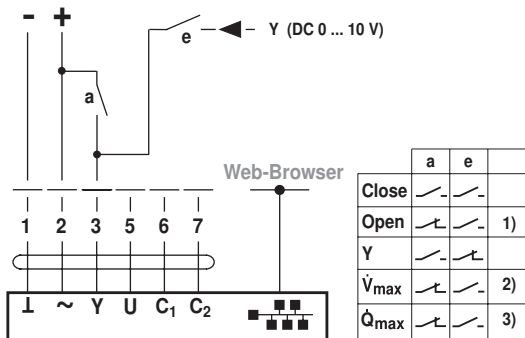 - +
e
Y (DC 0 ... 10 V)
a
Web-Browser
1 2 3 5 6 7
⊥ ~ Y U C₁ C₂
a e
Close
Open 1)
Y
V̇max 2)
Q̇max 3)